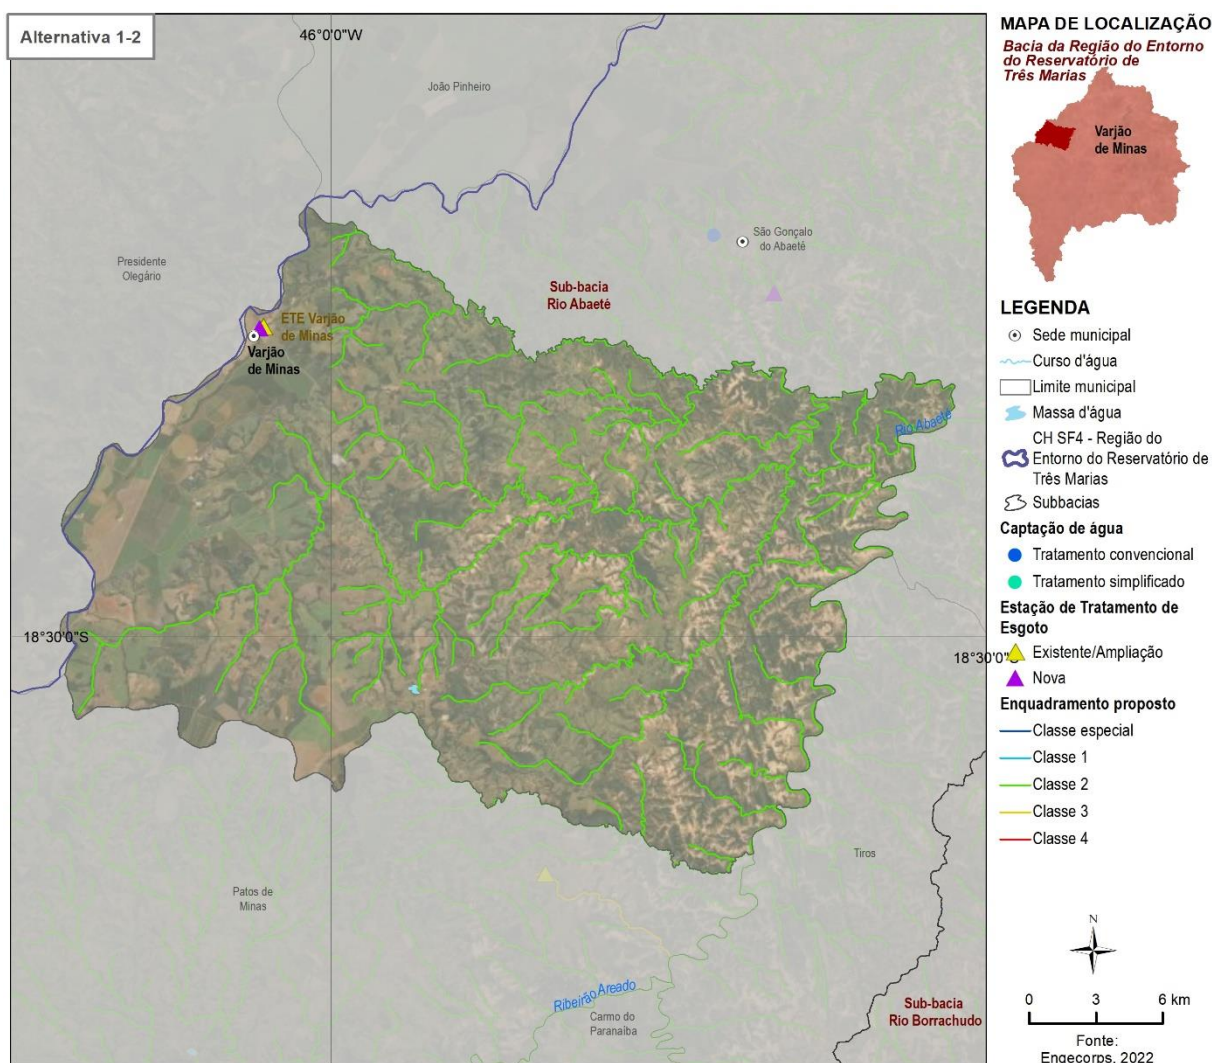 Alternativa 1-2
46°0'0"W
João Pinheiro
Presidente
Olegário
São Gonçalo
do Abaeté
Sub-bacia
Rio Abaeté
ETE Varjão
de Minas
Varjão
de Minas
Rio Abaeté
18°30'0"S
18°30'0"S
Tiros
Patos de
Minas
Ribeirão Areado
Carmo do
Paranaíba
Sub-bacia
Rio Borrachudo
MAPA DE LOCALIZAÇÃO
Bacia da Região do Entorno
do Reservatório de
Três Marias
Varjão
de Minas
LEGENDA
Sede municipal
Curso d'água
Limite municipal
Massa d'água
CH SF4 - Região do
Entorno do Reservatório de
Três Marias
Subbacias
Captação de água
Tratamento convencional
Tratamento simplificado
Estação de Tratamento de
Esgoto
Existente/Ampliação
Nova
Enquadramento proposto
Classe especial
Classe 1
Classe 2
Classe 3
Classe 4
N
0 3 6 km
Fonte:
Engecorps, 2022